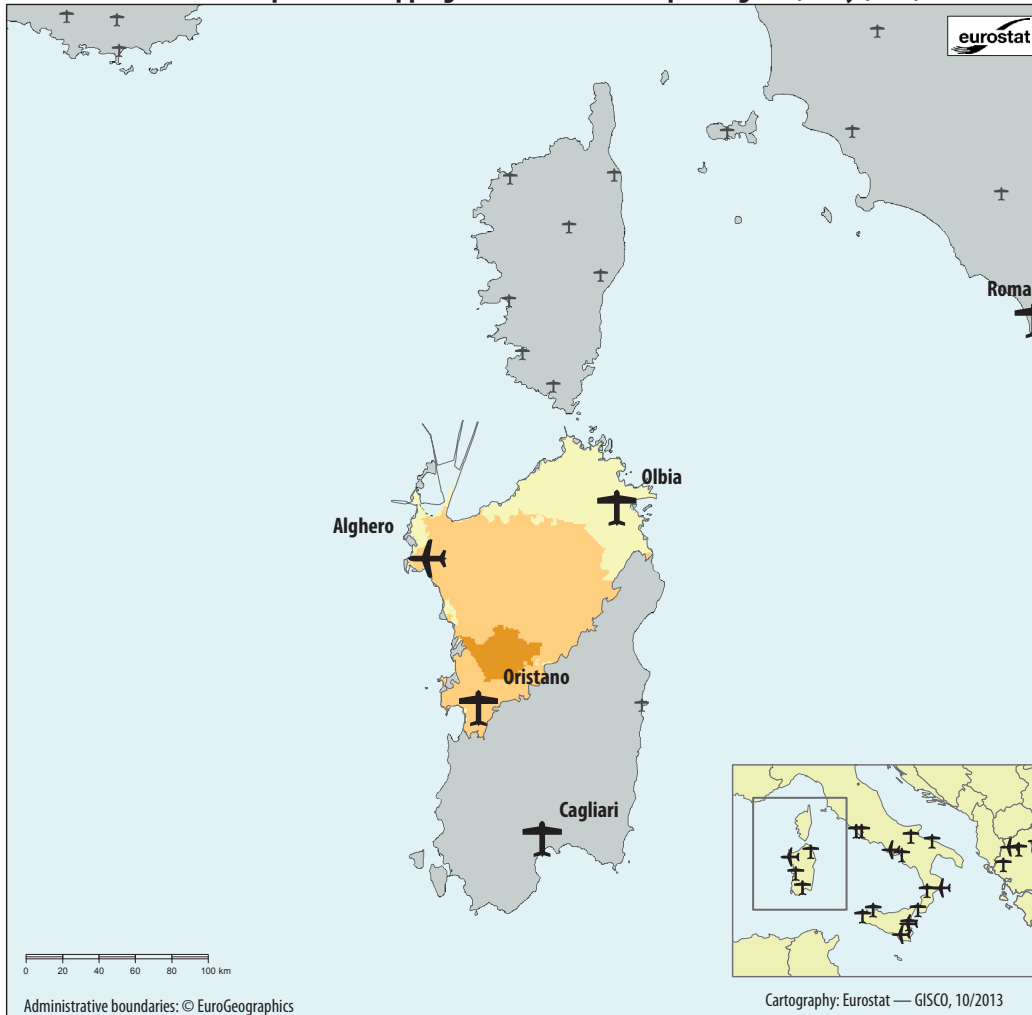 eurostat
Roma
Olbia
Alghero
Oristano
Cagliari
0 20 40 60 80 100 km
Administrative boundaries: © EuroGeographics
Cartography: Eurostat — GISCO, 10/2013